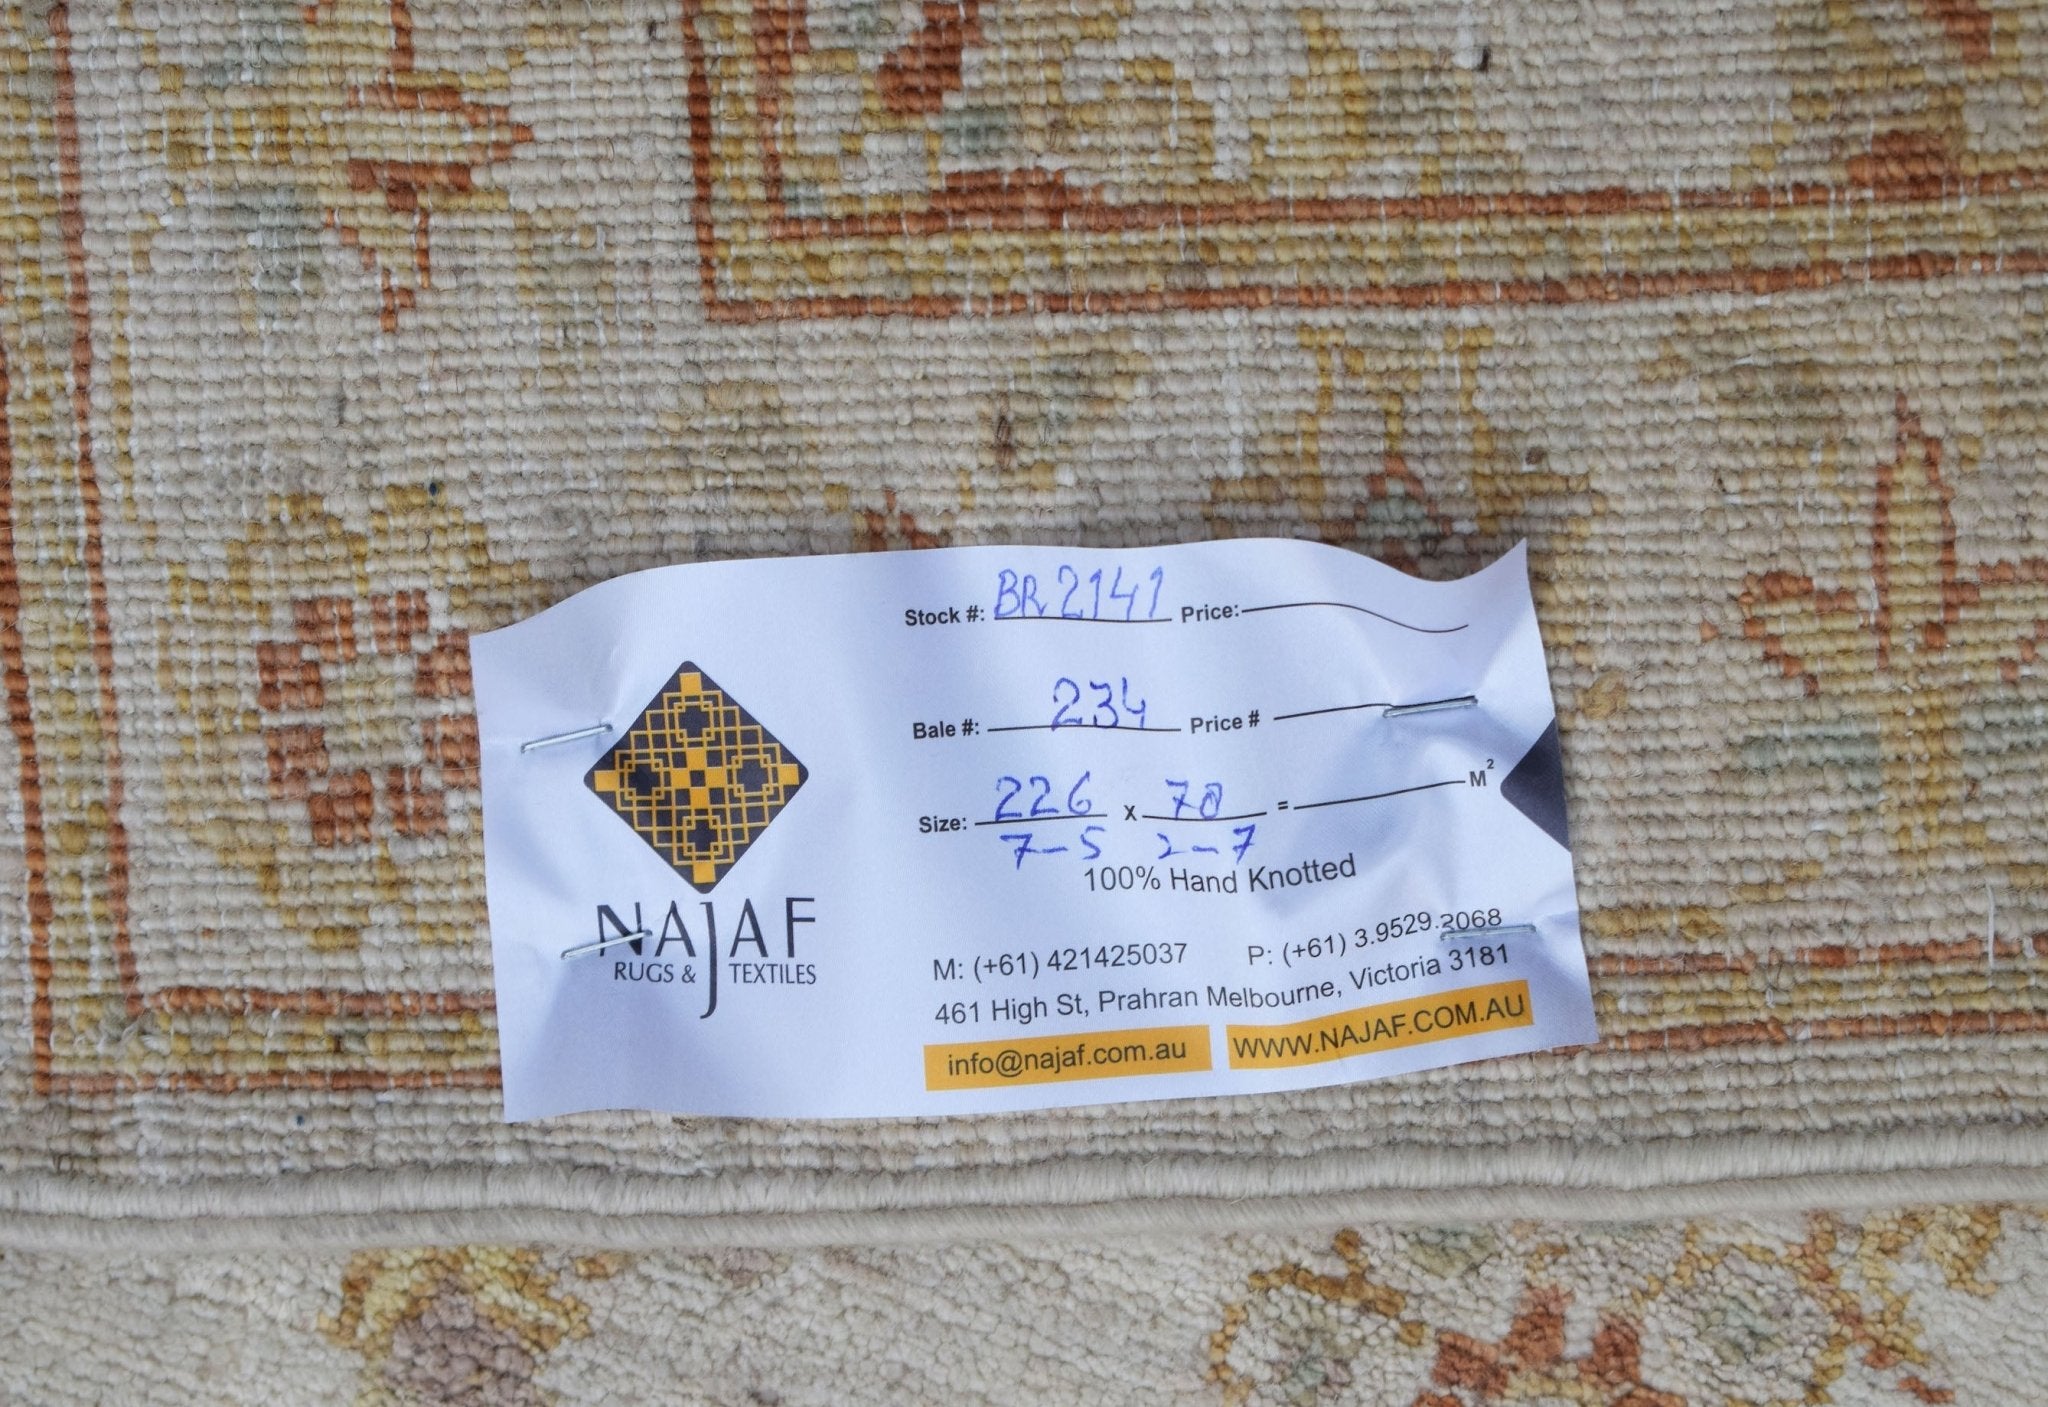 NAJAF
RUGS & TEXTILES
Stock #: BR 2141 Price:
Bale #: 234 Price #
Size: 226 x 78 = M²
7-5 2-7
100% Hand Knotted
M: (+61) 421425037 P: (+61) 3.9529.2068
461 High St, Prahran Melbourne, Victoria 3181
info@najaf.com.au WWW.NAJAF.COM.AU